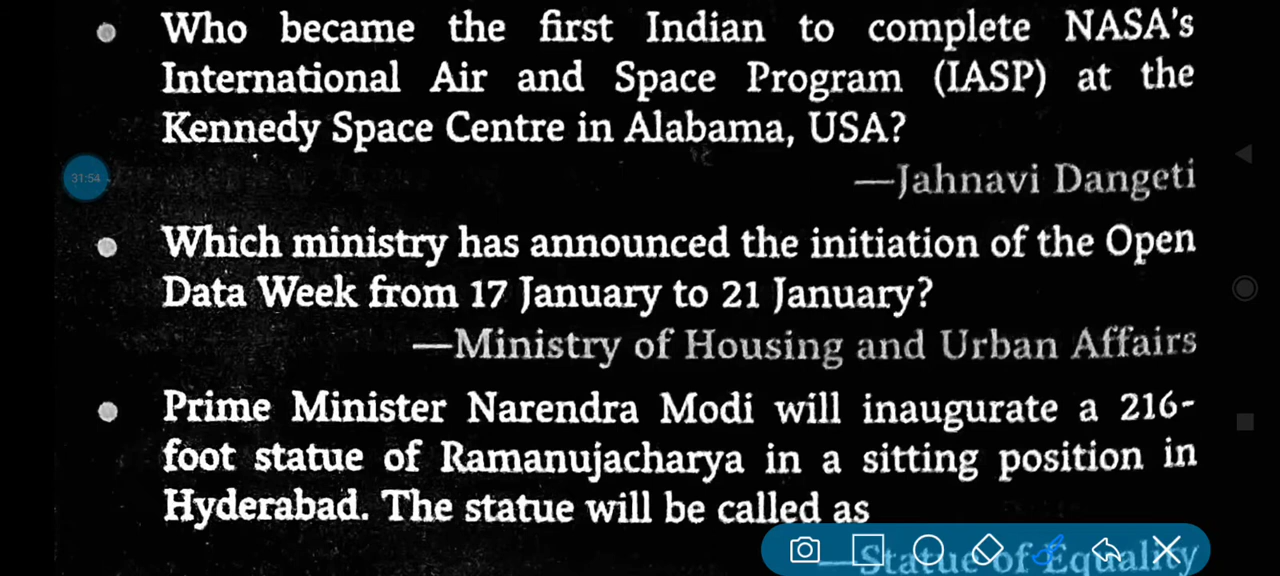 Who became the first Indian to complete NASA's
International Air and Space Program (IASP) at the
Kennedy Space Centre in Alabama, USA?
—Jahnavi Dangeti
31:54
Which ministry has announced the initiation of the Open
Data Week from 17 January to 21 January?
—Ministry of Housing and Urban Affairs
Prime Minister Narendra Modi will inaugurate a 216-
foot statue of Ramanujacharya in a sitting position in
Hyderabad. The statue will be called as
—Statue of Equality